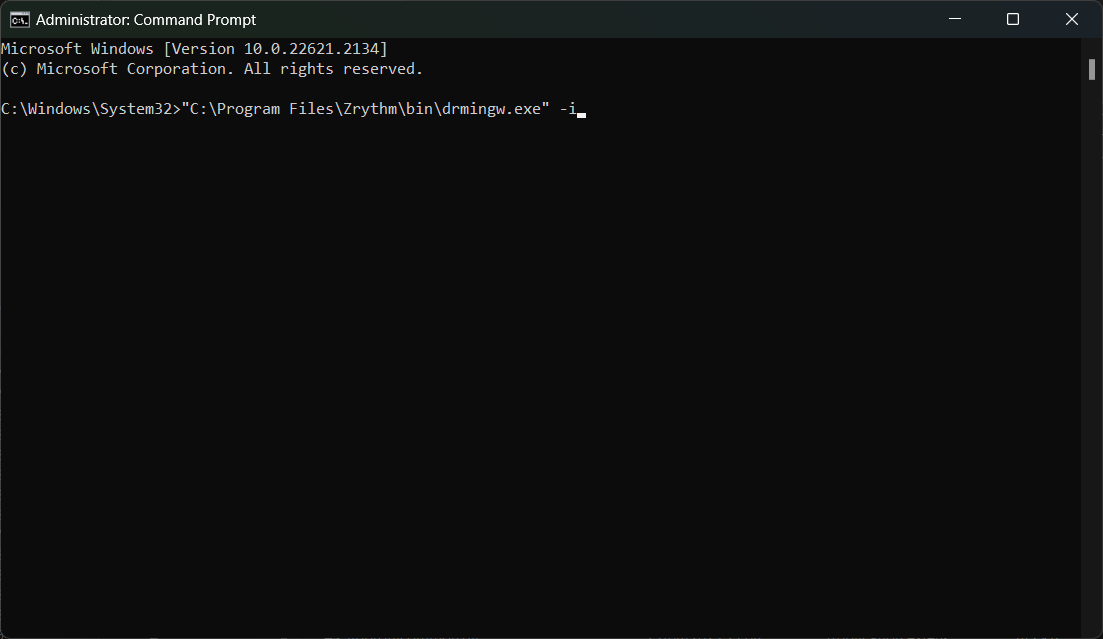 Administrator: Command Prompt
Microsoft Windows [Version 10.0.22621.2134]
(c) Microsoft Corporation. All rights reserved.
C:\Windows\System32>"C:\Program Files\Zrythm\bin\drmingw.exe" -i